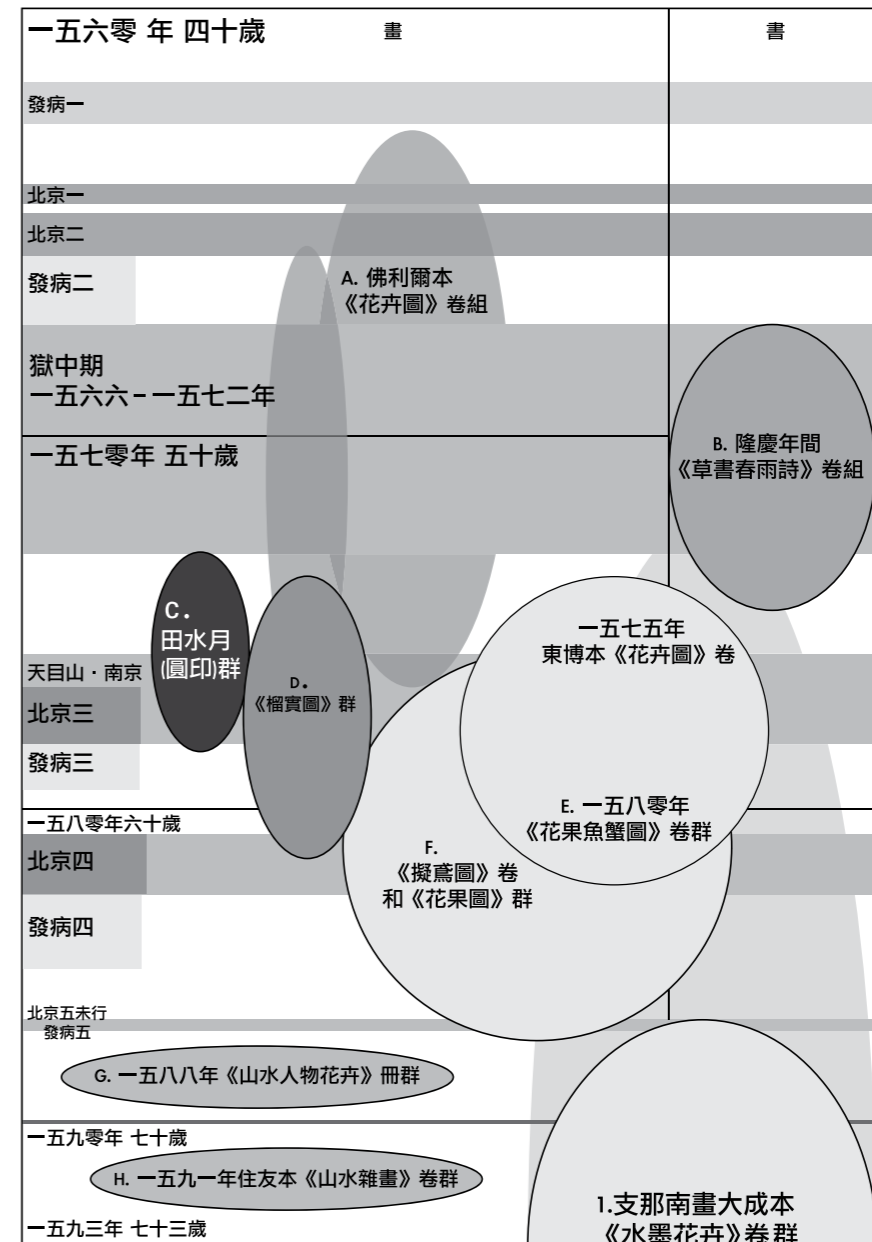 一五六零 年 四十歲
畫
書
發病一
北京一
北京二
發病二
A. 佛利爾本
《花卉圖》卷組
獄中期
一五六六－一五七二年
一五七零年 五十歲
B. 隆慶年間
《草書春雨詩》卷組
C.
田水月
(圓印)群
D.
《榴實圖》群
一五七五年
東博本《花卉圖》卷
天目山．南京
北京三
發病三
E. 一五八零年
《花果魚蟹圖》卷群
一五八零年六十歲
F.
《擬鳶圖》卷
和《花果圖》群
北京四
發病四
北京五未行
發病五
G. 一五八八年《山水人物花卉》冊群
一五九零年 七十歲
H. 一五九一年住友本《山水雜畫》卷群
1.支那南畫大成本
《水墨花卉》卷群
一五九三年 七十三歲